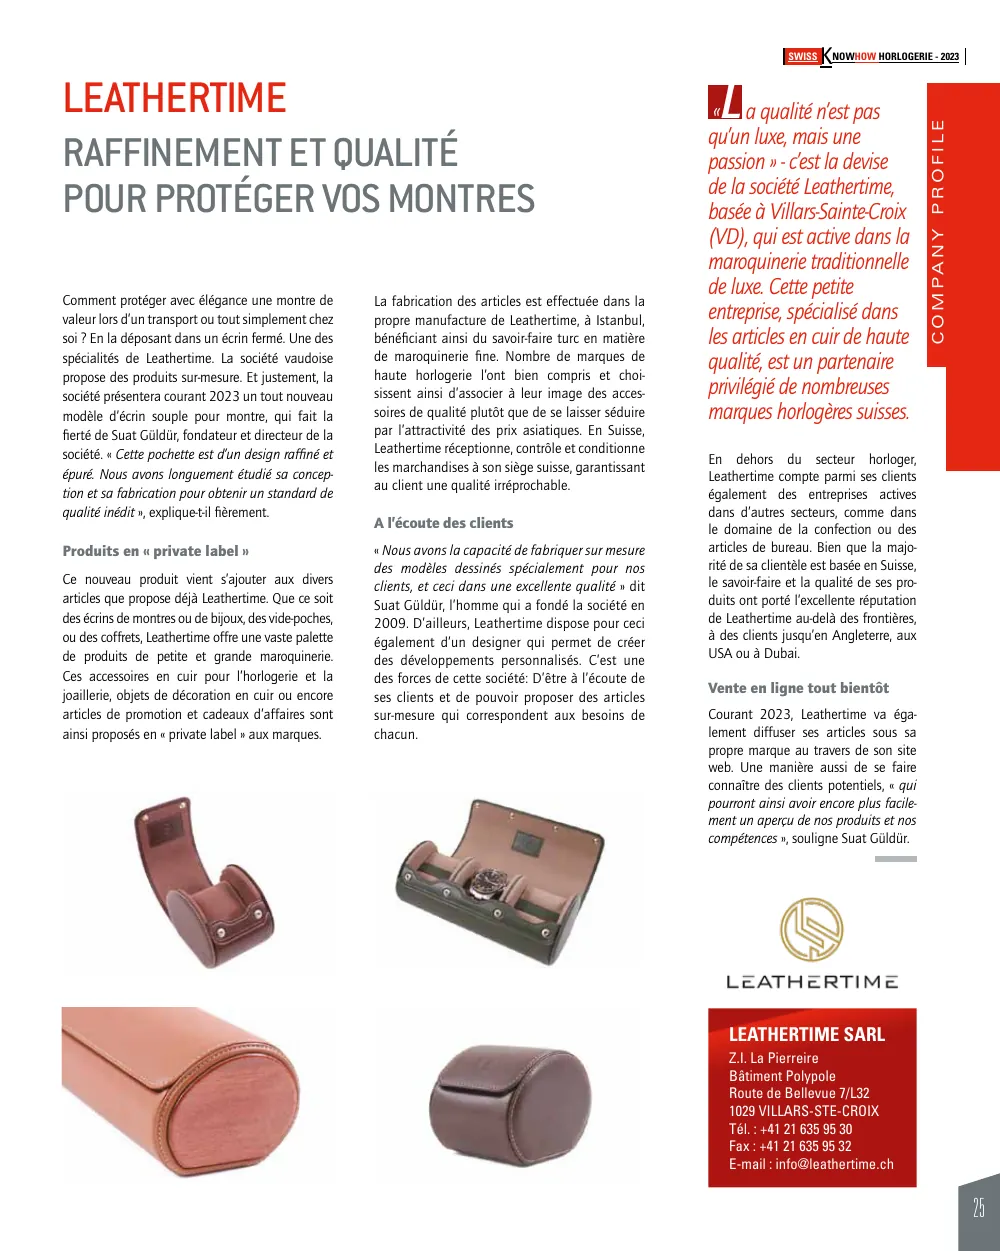 SWISS KNOWHOW HORLOGERIE - 2023
LEATHERTIME
RAFFINEMENT ET QUALITÉ
POUR PROTÉGER VOS MONTRES
Comment protéger avec élégance une montre de
valeur lors d’un transport ou tout simplement chez
soi ? En la déposant dans un écrin fermé. Une des
spécialités de Leathertime. La société vaudoise
propose des produits sur-mesure. Et justement, la
société présentera courant 2023 un tout nouveau
modèle d’écrin souple pour montre, qui fait la
fierté de Suat Güldür, fondateur et directeur de la
société. « Cette pochette est d’un design raffiné et
épuré. Nous avons longuement étudié sa concep-
tion et sa fabrication pour obtenir un standard de
qualité inédit », explique-t-il fièrement.
Produits en « private label »
Ce nouveau produit vient s’ajouter aux divers
articles que propose déjà Leathertime. Que ce soit
des écrins de montres ou de bijoux, des vide-poches,
ou des coffrets, Leathertime offre une vaste palette
de produits de petite et grande maroquinerie.
Ces accessoires en cuir pour l’horlogerie et la
joaillerie, objets de décoration en cuir ou encore
articles de promotion et cadeaux d’affaires sont
ainsi proposés en « private label » aux marques.
La fabrication des articles est effectuée dans la
propre manufacture de Leathertime, à Istanbul,
bénéficiant ainsi du savoir-faire turc en matière
de maroquinerie fine. Nombre de marques de
haute horlogerie l’ont bien compris et choi-
sissent ainsi d’associer à leur image des acces-
soires de qualité plutôt que de se laisser séduire
par l’attractivité des prix asiatiques. En Suisse,
Leathertime réceptionne, contrôle et conditionne
les marchandises à son siège suisse, garantissant
au client une qualité irréprochable.
A l’écoute des clients
« Nous avons la capacité de fabriquer sur mesure
des modèles dessinés spécialement pour nos
clients, et ceci dans une excellente qualité » dit
Suat Güldür, l’homme qui a fondé la société en
2009. D’ailleurs, Leathertime dispose pour ceci
également d’un designer qui permet de créer
des développements personnalisés. C’est une
des forces de cette société: D’être à l’écoute de
ses clients et de pouvoir proposer des articles
sur-mesure qui correspondent aux besoins de
chacun.
« La qualité n’est pas
qu’un luxe, mais une
passion » - c’est la devise
de la société Leathertime,
basée à Villars-Sainte-Croix
(VD), qui est active dans la
maroquinerie traditionnelle
de luxe. Cette petite
entreprise, spécialisé dans
les articles en cuir de haute
qualité, est un partenaire
privilégié de nombreuses
marques horlogères suisses.
En dehors du secteur horloger,
Leathertime compte parmi ses clients
également des entreprises actives
dans d’autres secteurs, comme dans
le domaine de la confection ou des
articles de bureau. Bien que la majo-
rité de sa clientèle est basée en Suisse,
le savoir-faire et la qualité de ses pro-
duits ont porté l’excellente réputation
de Leathertime au-delà des frontières,
à des clients jusqu’en Angleterre, aux
USA ou à Dubai.
Vente en ligne tout bientôt
Courant 2023, Leathertime va éga-
lement diffuser ses articles sous sa
propre marque au travers de son site
web. Une manière aussi de se faire
connaître des clients potentiels, « qui
pourront ainsi avoir encore plus facile-
ment un aperçu de nos produits et nos
compétences », souligne Suat Güldür.
COMPANY PROFILE
LEATHERTIME
LEATHERTIME SARL
Z.I. La Pierreire
Bâtiment Polypole
Route de Bellevue 7/L32
1029 VILLARS-STE-CROIX
Tél. : +41 21 635 95 30
Fax : +41 21 635 95 32
E-mail : info@leathertime.ch
25